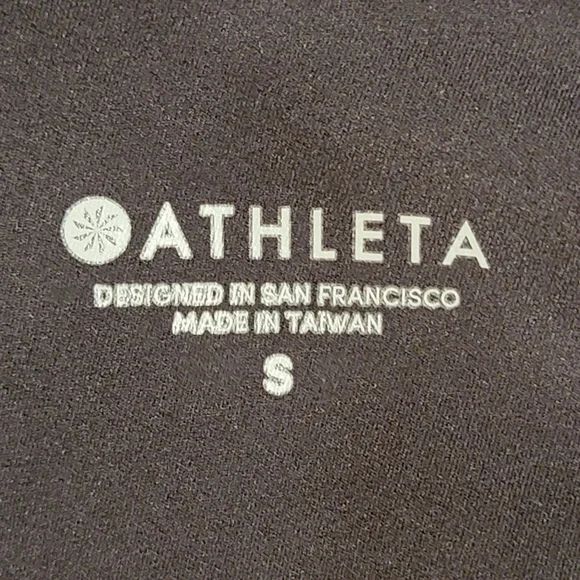 ATHLETA
DESIGNED IN SAN FRANCISCO
MADE IN TAIWAN
S